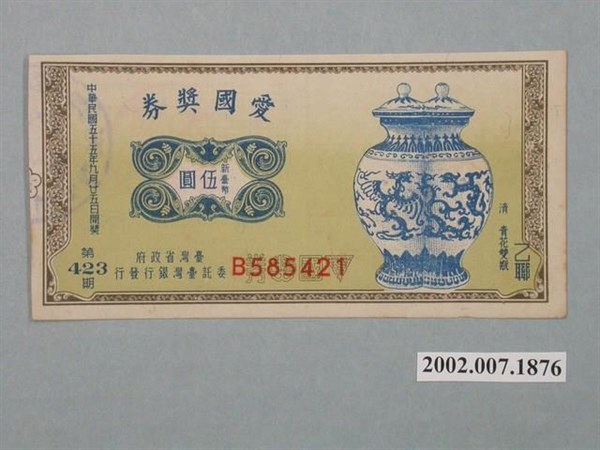 愛國獎券
新臺幣
伍圓
臺灣省政府
委託臺灣銀行發行
B585421
清 青花雙瓶
乙聯
中華民國五十五年九月廿五日開獎
第
423
期
2002.007.1876